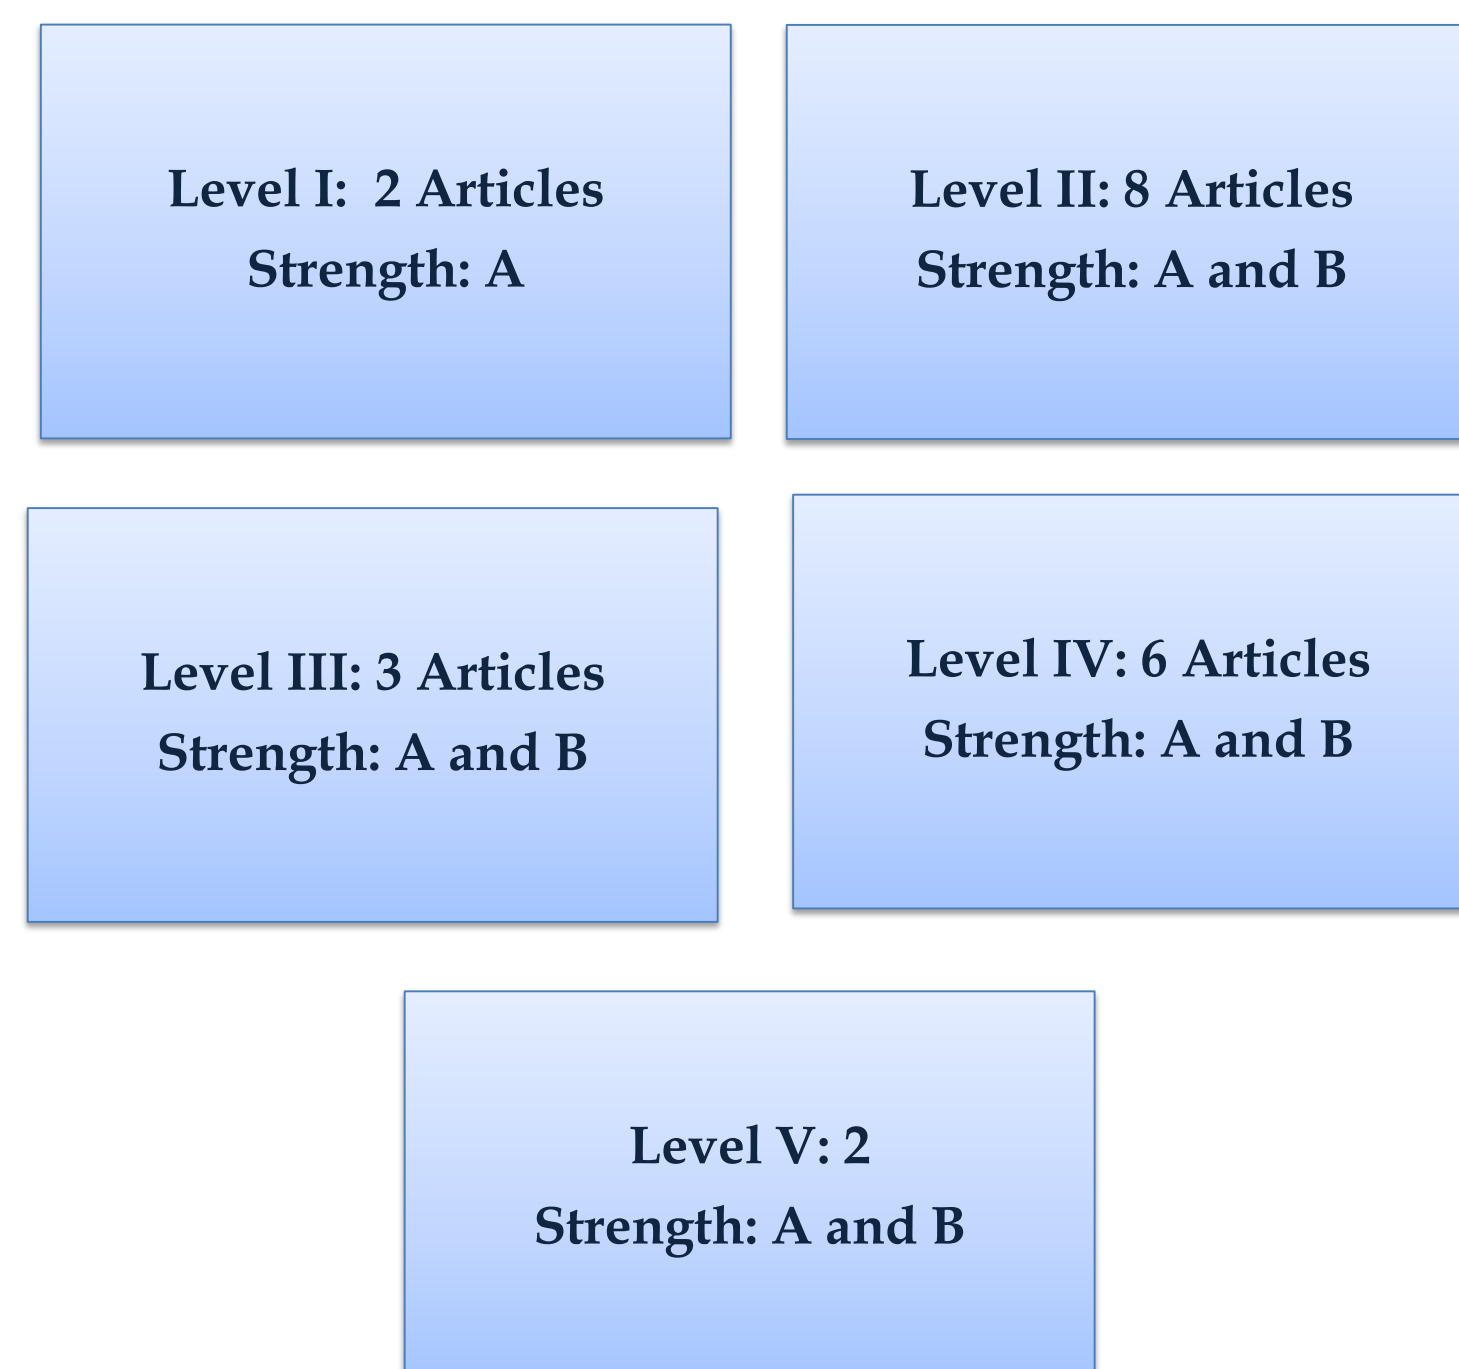 Level I:  2 Articles
Strength: A
Level II: 8 Articles
Strength: A and B
Level III: 3 Articles
Strength: A and B
Level IV: 6 Articles
Strength: A and B
Level V: 2
Strength: A and B